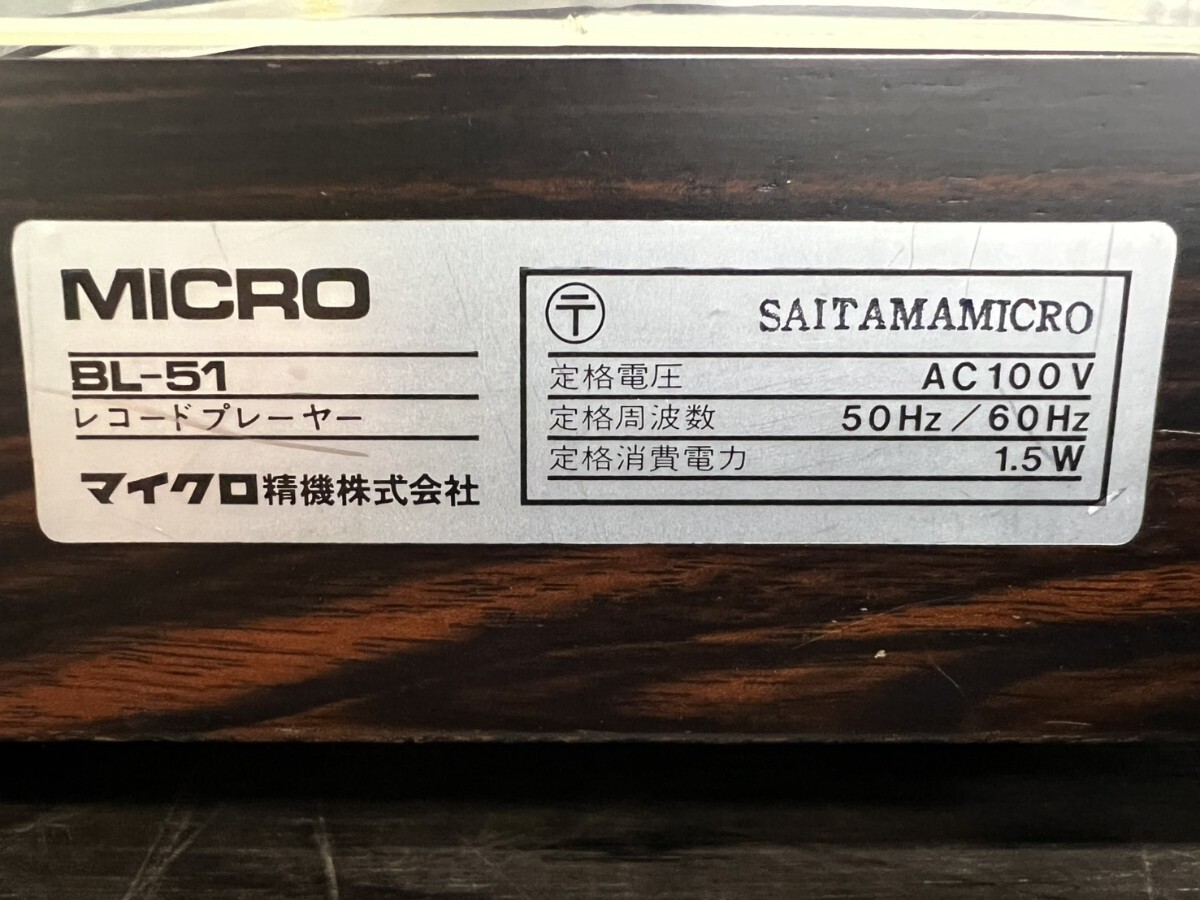 MICRO
BL-51
レコードプレーヤー
マイクロ精機株式会社
〒 SAITAMAMICRO
定格電圧 AC100V
定格周波数 50Hz/60Hz
定格消費電力 1.5W